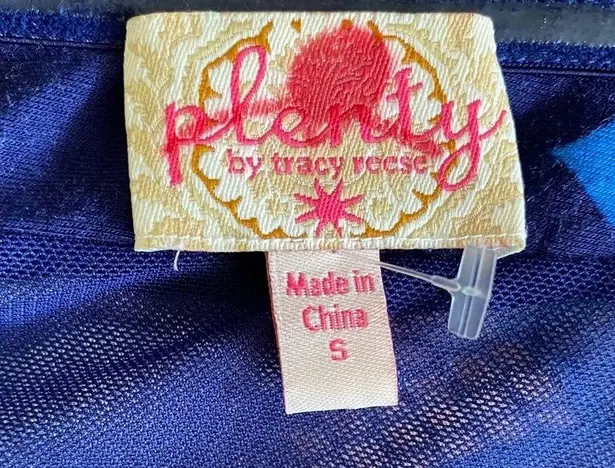 plenty
by tracy reese
Made in
China
S